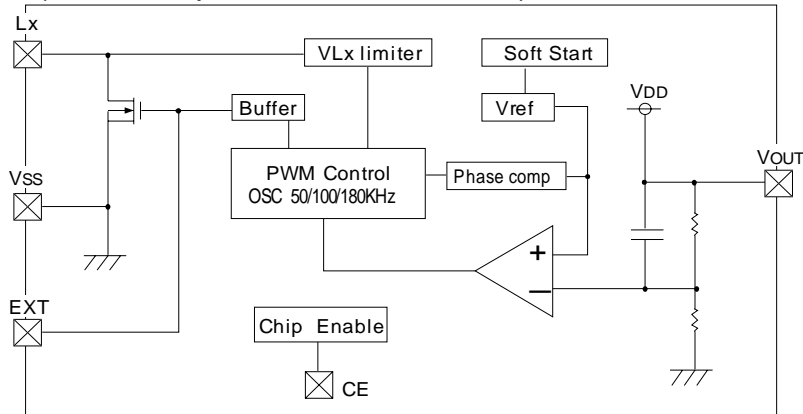 Lx
VLx limiter
Soft Start
VDD
Buffer
Vref
VOUT
VSS
PWM Control
OSC 50/100/180KHz
Phase comp
+
−
EXT
Chip Enable
CE